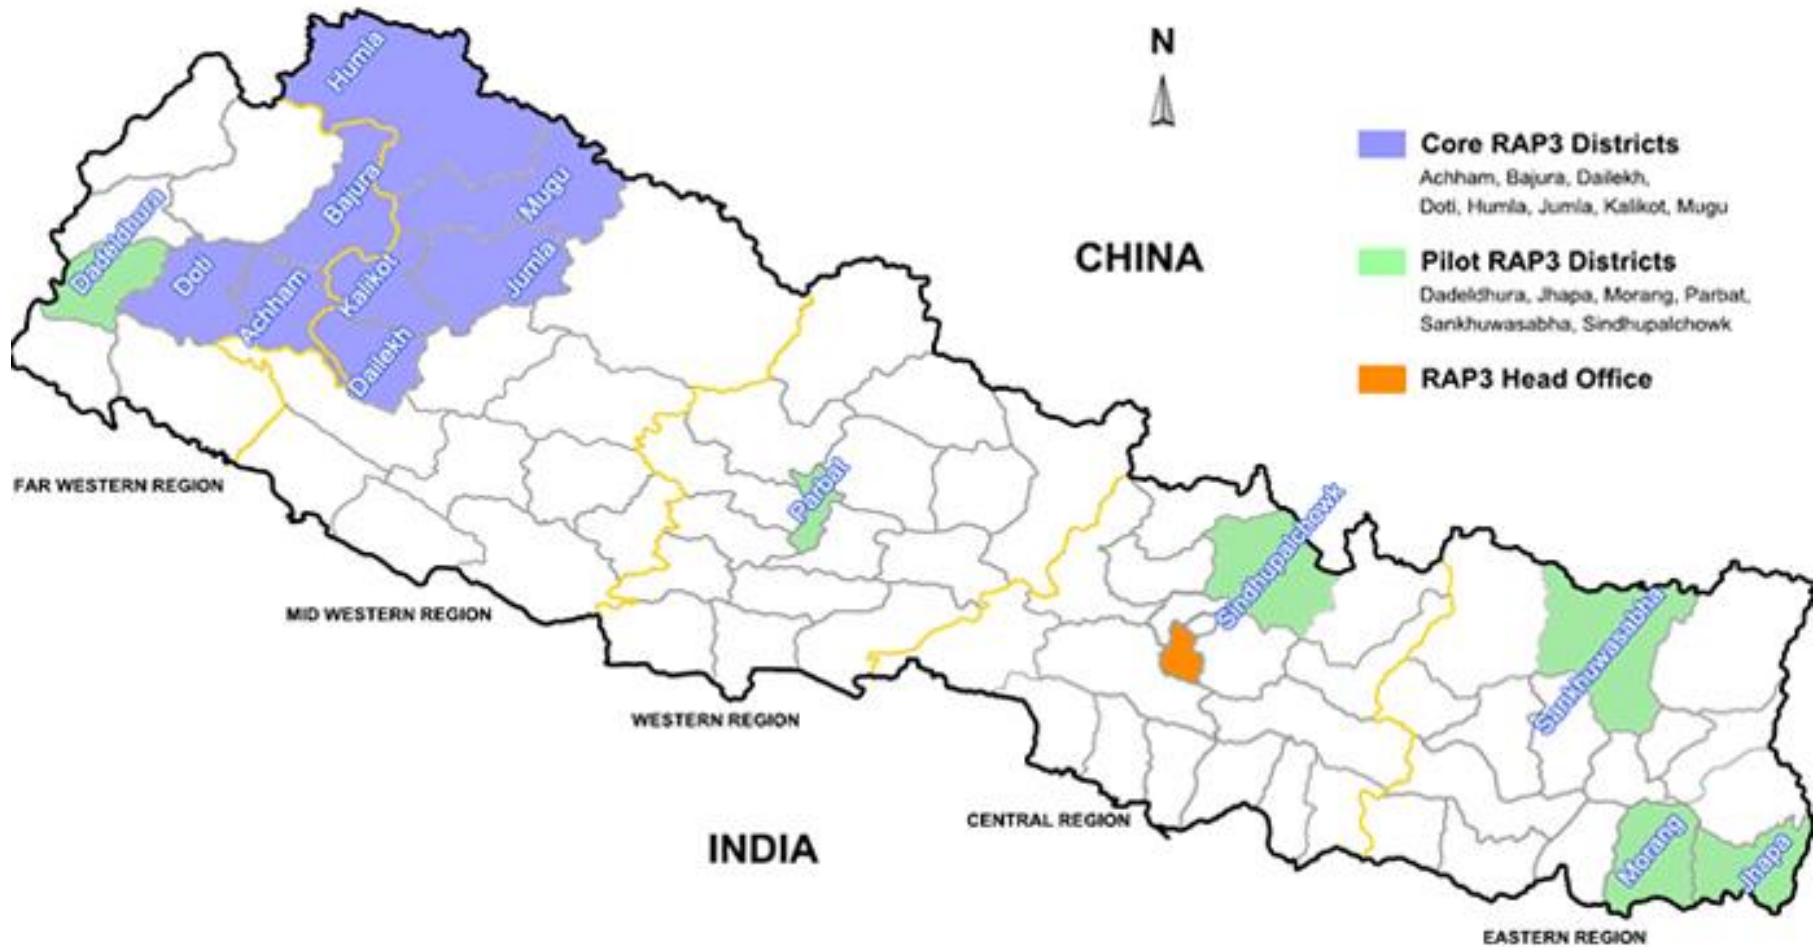 N
Humla
Bajura
Mugu
Dadeldhura
Doti
Achham
Kalikot
Jumla
Dailekh
CHINA
Core RAP3 Districts
Achham, Bajura, Dailekh,
Doti, Humla, Jumla, Kalikot, Mugu
Pilot RAP3 Districts
Dadeldhura, Jhapa, Morang, Parbat,
Sankhuwasabha, Sindhupalchowk
RAP3 Head Office
FAR WESTERN REGION
Parbat
Sindhupalchowk
MID WESTERN REGION
Sankhuwasabha
WESTERN REGION
CENTRAL REGION
INDIA
Morang
Jhapa
EASTERN REGION